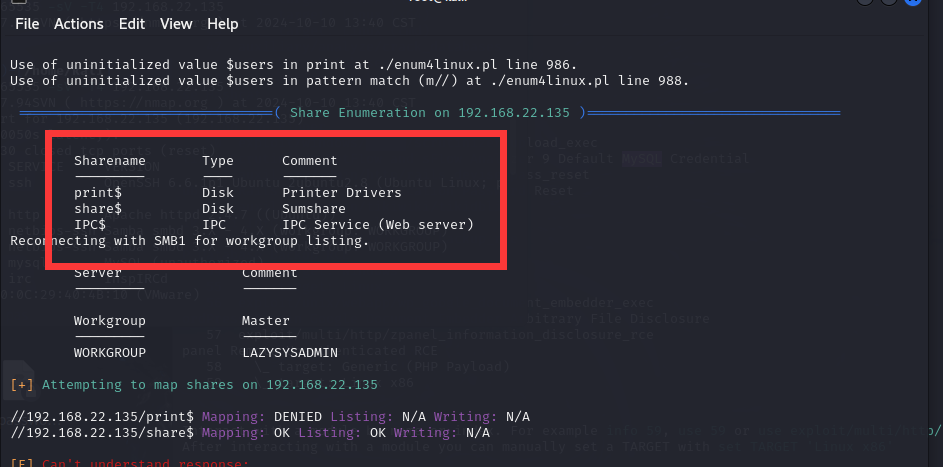 File Actions Edit View Help
Use of uninitialized value $users in print at ./enum4linux.pl line 986.
Use of uninitialized value $users in pattern match (m//) at ./enum4linux.pl line 988.
( Share Enumeration on 192.168.22.135 )
Sharename Type Comment
print$ Disk Printer Drivers
share$ Disk Sumshare
IPC$ IPC IPC Service (Web server)
Reconnecting with SMB1 for workgroup listing.
Server Comment
Workgroup Master
WORKGROUP LAZYSYSADMIN
[+] Attempting to map shares on 192.168.22.135
//192.168.22.135/print$ Mapping: DENIED Listing: N/A Writing: N/A
//192.168.22.135/share$ Mapping: OK Listing: OK Writing: N/A
[E] Can't understand response: